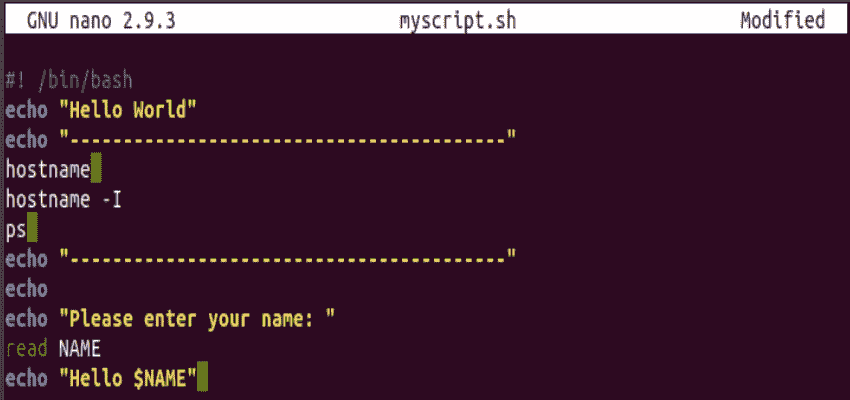 GNU nano 2.9.3 myscript.sh Modified
#! /bin/bash
echo "Hello World"
echo "-----------------------------------------"
hostname
hostname -I
ps
echo "-----------------------------------------"
echo
echo "Please enter your name: "
read NAME
echo "Hello $NAME"